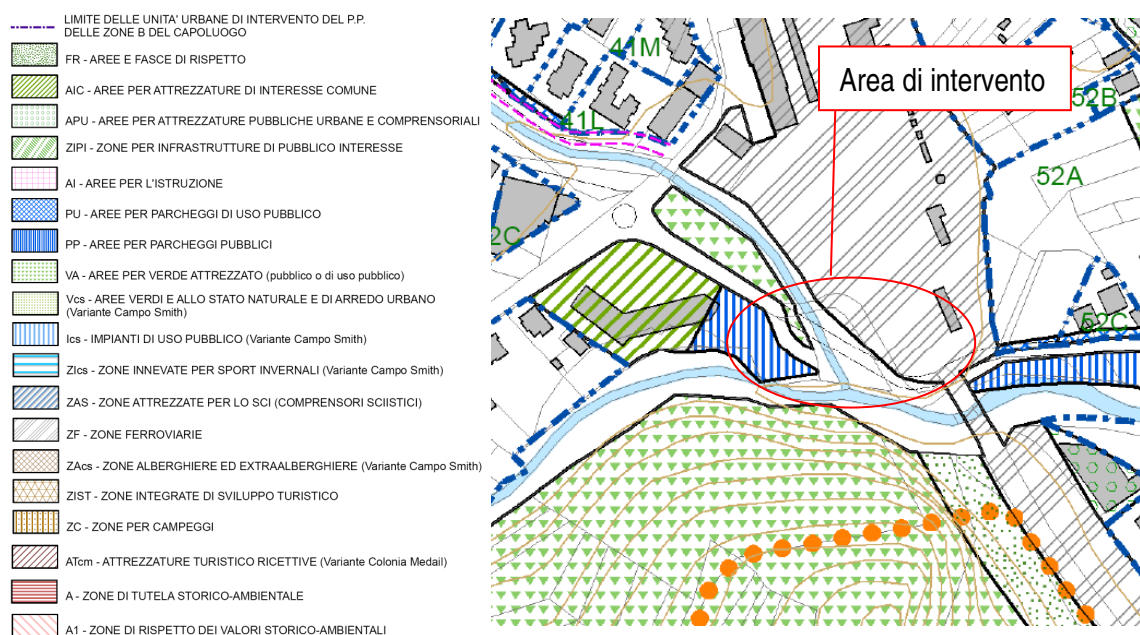 LIMITE DELLE UNITA' URBANE DI INTERVENTO DEL P.P.
DELLE ZONE B DEL CAPOLUOGO
FR - AREE E FASCE DI RISPETTO
AIC - AREE PER ATTREZZATURE DI INTERESSE COMUNE
APU - AREE PER ATTREZZATURE PUBBLICHE URBANE E COMPRENSORIALI
ZIPI - ZONE PER INFRASTRUTTURE DI PUBBLICO INTERESSE
AI - AREE PER L'ISTRUZIONE
PU - AREE PER PARCHEGGI DI USO PUBBLICO
PP - AREE PER PARCHEGGI PUBBLICI
VA - AREE PER VERDE ATTREZZATO (pubblico o di uso pubblico)
Vcs - AREE VERDI E ALLO STATO NATURALE E DI ARREDO URBANO
(Variante Campo Smith)
Ics - IMPIANTI DI USO PUBBLICO (Variante Campo Smith)
ZIcs - ZONE INNEVATE PER SPORT INVERNALI (Variante Campo Smith)
ZAS - ZONE ATTREZZATE PER LO SCI (COMPRENSORI SCIISTICI)
ZF - ZONE FERROVIARIE
ZAcs - ZONE ALBERGHIERE ED EXTRAALBERGHIERE (Variante Campo Smith)
ZIST - ZONE INTEGRATE DI SVILUPPO TURISTICO
ZC - ZONE PER CAMPEGGI
ATcm - ATTREZZATURE TURISTICO RICETTIVE (Variante Colonia Medail)
A - ZONE DI TUTELA STORICO-AMBIENTALE
A1 - ZONE DI RISPETTO DEI VALORI STORICO-AMBIENTALI
41M
Area di intervento
52B
41L
52A
2C
52C